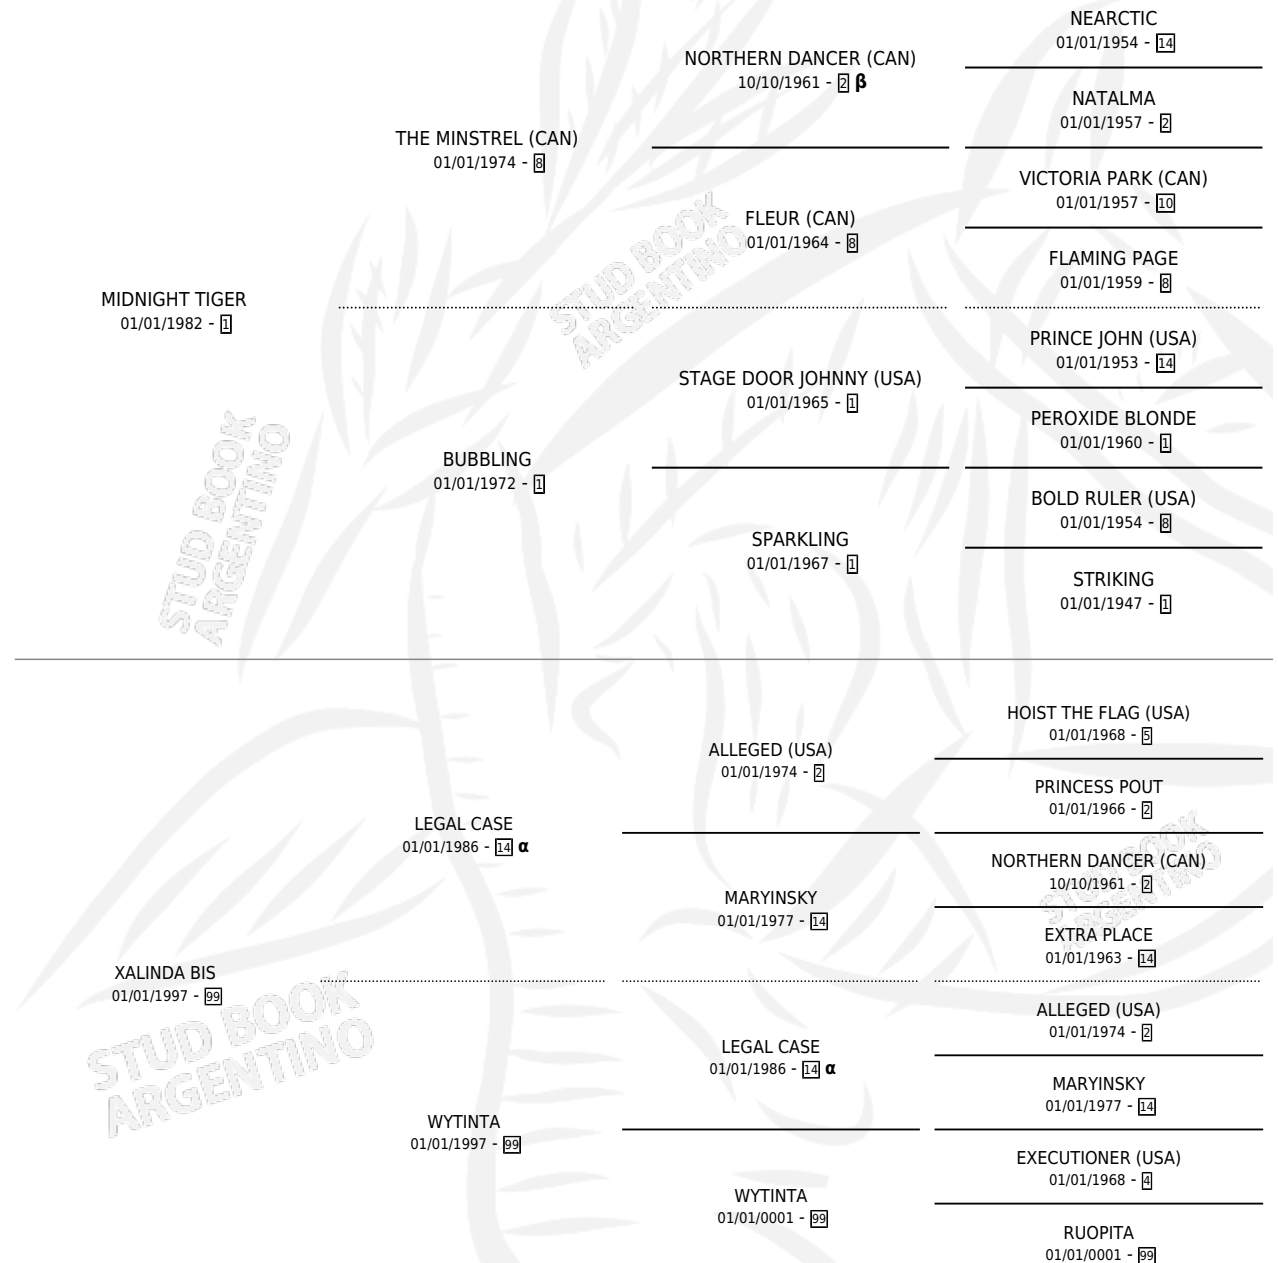 NEARCTIC
01/01/1954 - 14
NORTHERN DANCER (CAN)
10/10/1961 - 2 β
NATALMA
01/01/1957 - 2
THE MINSTREL (CAN)
01/01/1974 - 8
VICTORIA PARK (CAN)
01/01/1957 - 10
FLEUR (CAN)
01/01/1964 - 8
FLAMING PAGE
01/01/1959 - 8
MIDNIGHT TIGER
01/01/1982 - 1
PRINCE JOHN (USA)
01/01/1953 - 14
STAGE DOOR JOHNNY (USA)
01/01/1965 - 1
PEROXIDE BLONDE
01/01/1960 - 1
BUBBLING
01/01/1972 - 1
BOLD RULER (USA)
01/01/1954 - 8
SPARKLING
01/01/1967 - 1
STRIKING
01/01/1947 - 1
HOIST THE FLAG (USA)
01/01/1968 - 5
ALLEGED (USA)
01/01/1974 - 2
PRINCESS POUT
01/01/1966 - 2
LEGAL CASE
01/01/1986 - 14 α
NORTHERN DANCER (CAN)
10/10/1961 - 2
MARYINSKY
01/01/1977 - 14
EXTRA PLACE
01/01/1963 - 14
XALINDA BIS
01/01/1997 - 99
ALLEGED (USA)
01/01/1974 - 2
LEGAL CASE
01/01/1986 - 14 α
MARYINSKY
01/01/1977 - 14
WYTINTA
01/01/1997 - 99
EXECUTIONER (USA)
01/01/1968 - 4
WYTINTA
01/01/0001 - 99
RUOPITA
01/01/0001 - 99
STUD BOOK
ARGENTINO
STUD BOOK
ARGENTINO
STUD BOOK
ARGENTINO
STUD BOOK
ARGENTINO